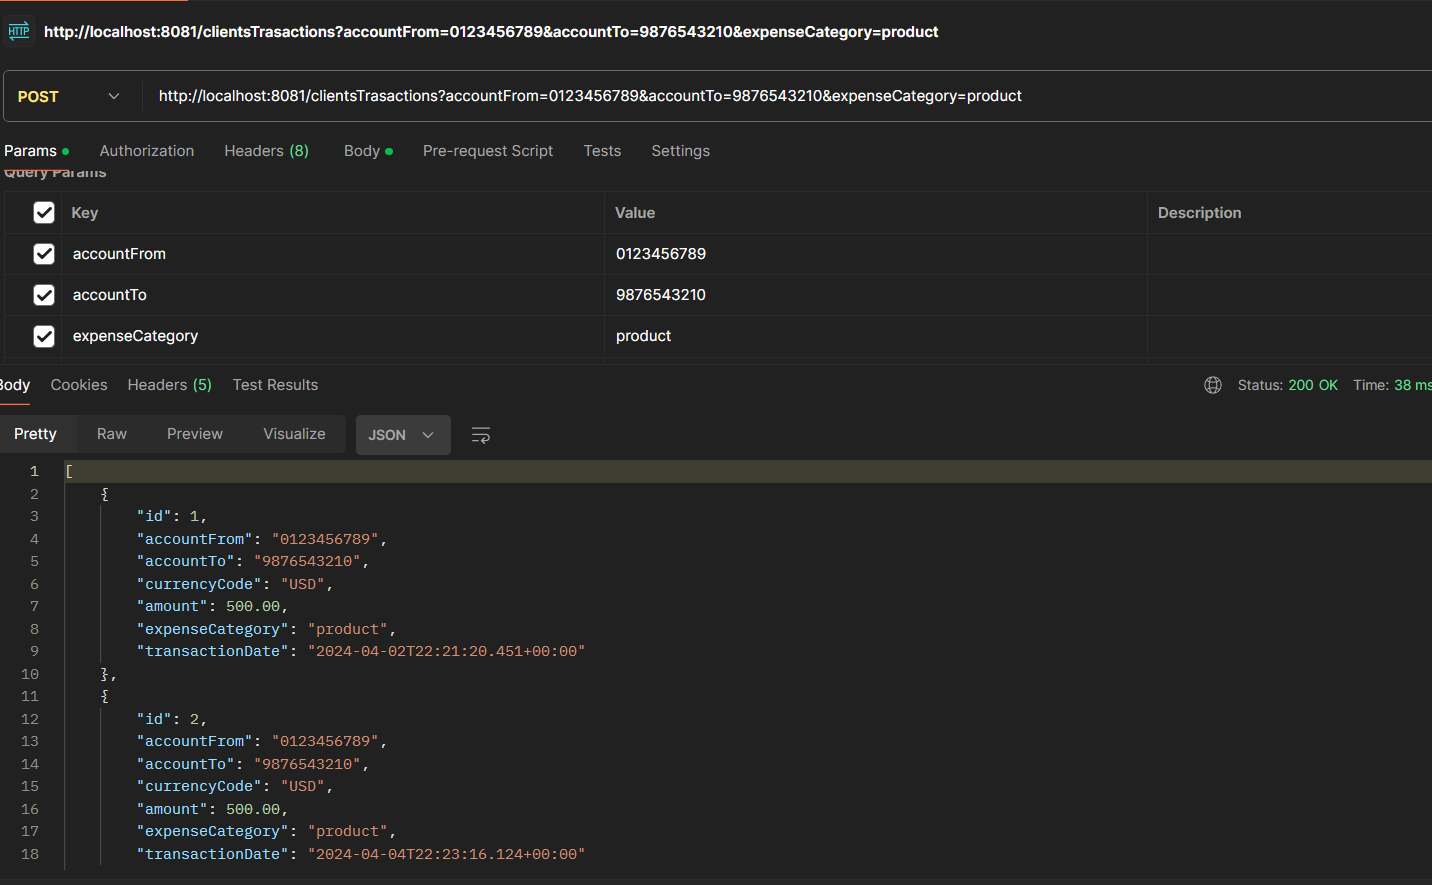 HTTP http://localhost:8081/clientsTrasactions?accountFrom=0123456789&accountTo=9876543210&expenseCategory=product
POST http://localhost:8081/clientsTrasactions?accountFrom=0123456789&accountTo=9876543210&expenseCategory=product
Params Authorization Headers (8) Body Pre-request Script Tests Settings
Query Params
Key Value Description
accountFrom 0123456789
accountTo 9876543210
expenseCategory product
Body Cookies Headers (5) Test Results Status: 200 OK Time: 38 ms
Pretty Raw Preview Visualize JSON
1 [
2 {
3 "id": 1,
4 "accountFrom": "0123456789",
5 "accountTo": "9876543210",
6 "currencyCode": "USD",
7 "amount": 500.00,
8 "expenseCategory": "product",
9 "transactionDate": "2024-04-02T22:21:20.451+00:00"
10 },
11 {
12 "id": 2,
13 "accountFrom": "0123456789",
14 "accountTo": "9876543210",
15 "currencyCode": "USD",
16 "amount": 500.00,
17 "expenseCategory": "product",
18 "transactionDate": "2024-04-04T22:23:16.124+00:00"